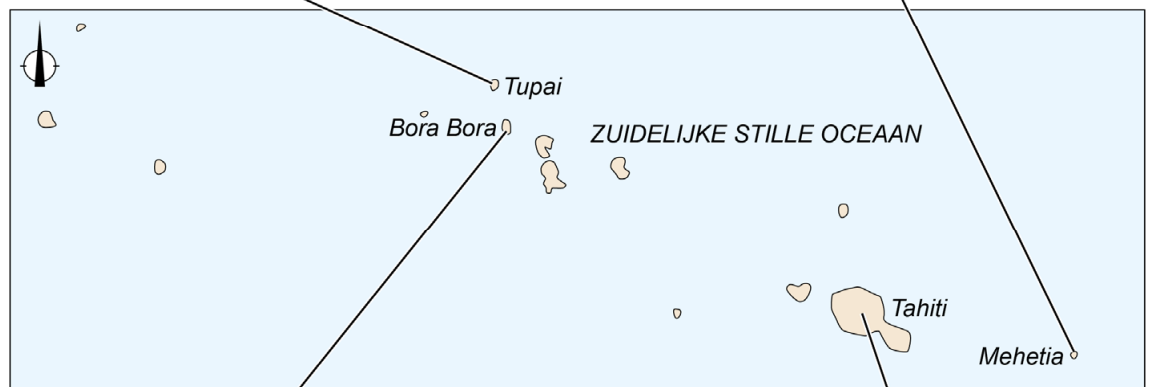 Tupai
Bora Bora
ZUIDELIJKE STILLE OCEAAN
Tahiti
Mehetia